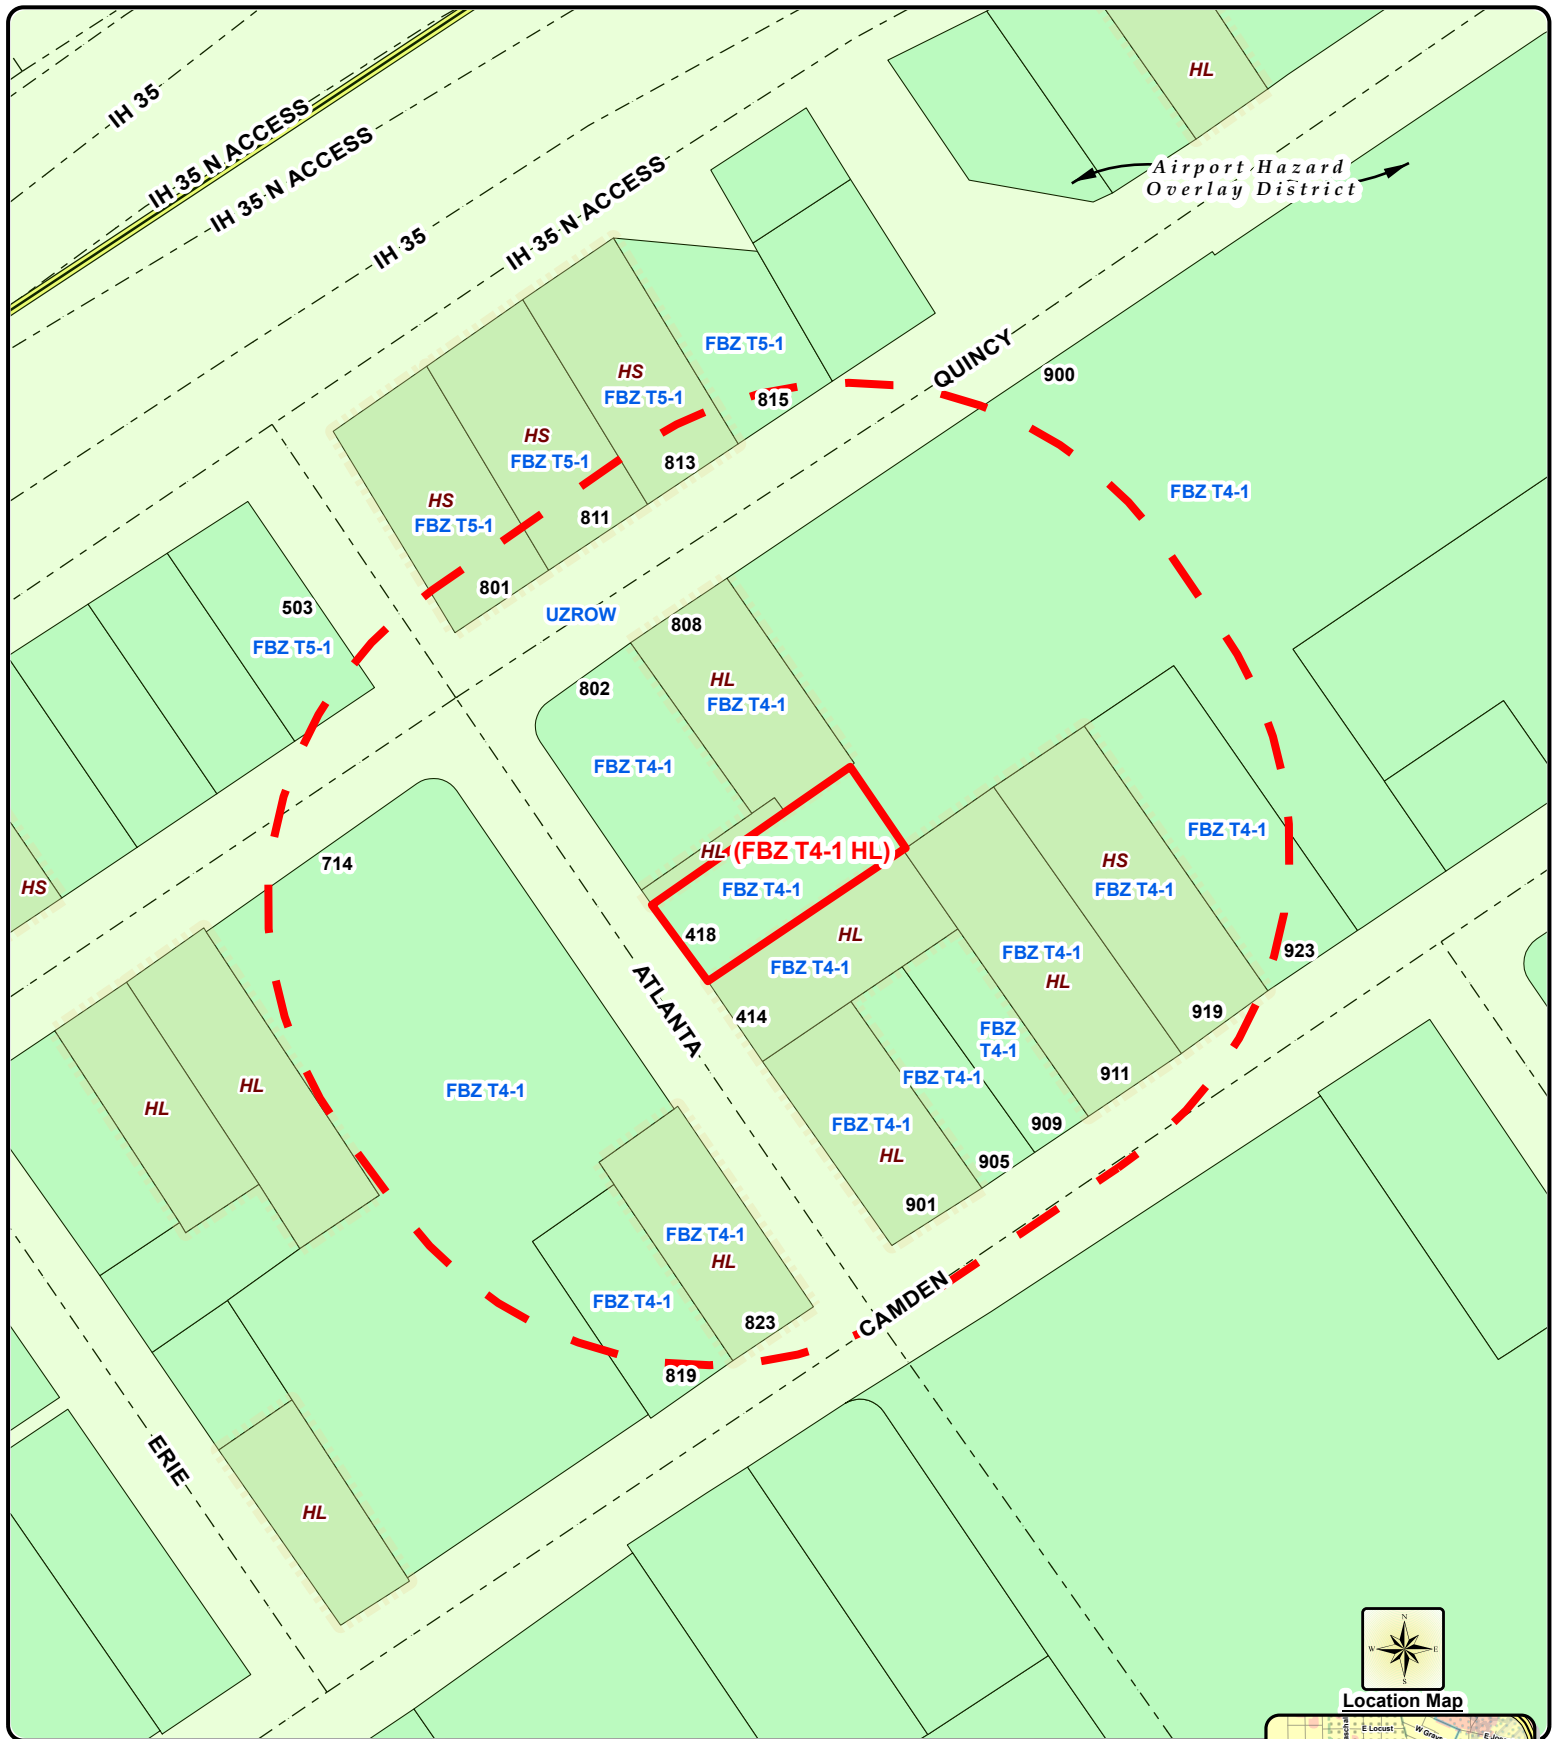 HL
IH 35
IH 35 N ACCESS
IH 35 N ACCESS
Airport Hazard
Overlay District
IH 35 N ACCESS
IH 35
FBZ T5-1
QUINCY
900
HS
FBZ T5-1
815
HS
FBZ T5-1
813
FBZ T4-1
HS
FBZ T5-1
811
801
503
FBZ T5-1
UZROW
808
802
HL
FBZ T4-1
FBZ T4-1
FBZ T4-1
HL
(FBZ T4-1 HL)
714
HS
FBZ T4-1
HS
FBZ T4-1
418
HL
FBZ T4-1
FBZ T4-1
HL
923
ATLANTA
414
919
FBZ
T4-1
FBZ T4-1
911
HL
HL
FBZ T4-1
FBZ T4-1
HL
909
905
901
FBZ T4-1
HL
FBZ T4-1
823
CAMDEN
819
ERIE
HL
N
W
E
S
Location Map
E Locust